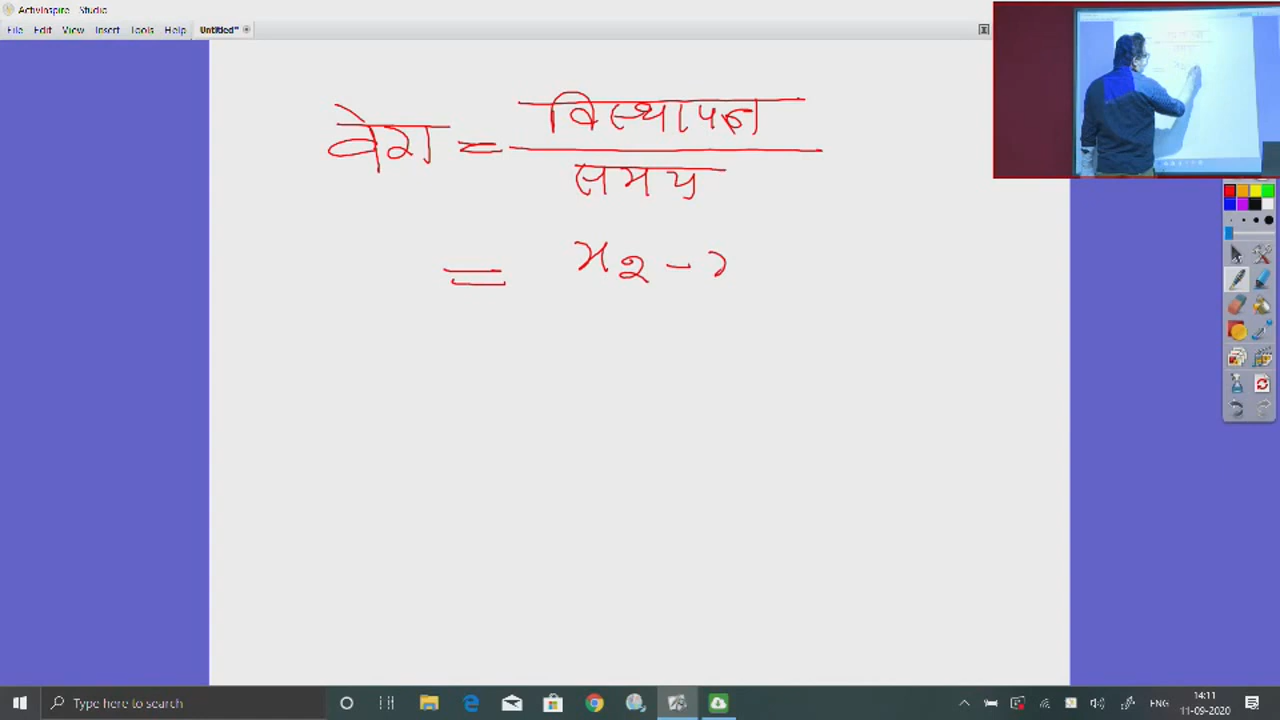 ActivInspire - Studio
File Edit View Insert Tools Help Untitled*
वेग = विस्थापन
समय
= x2 - x
Type here to search
ENG 14:11
11-09-2020